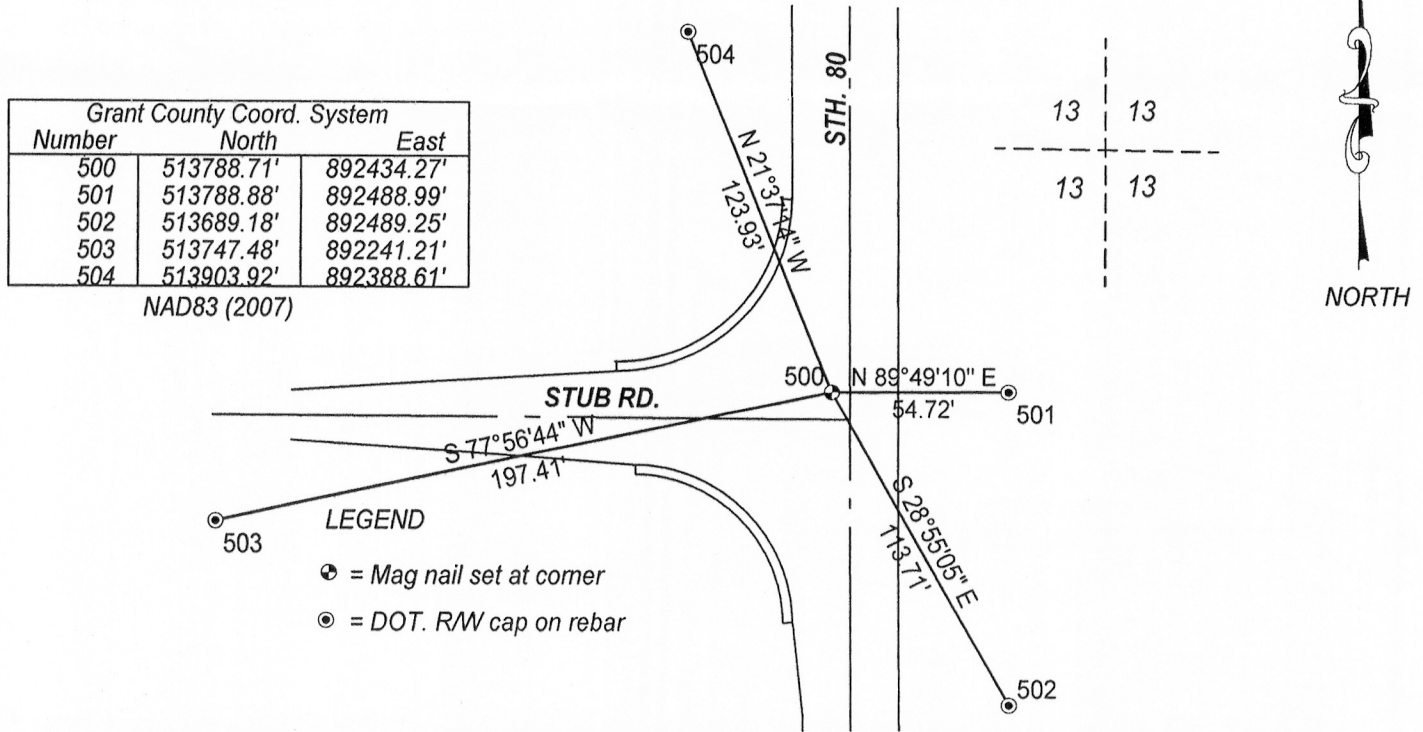 504
STH. 80
13 13
13 13
NORTH
Grant County Coord. System
Number North East
500 513788.71' 892434.27'
501 513788.88' 892488.99'
502 513689.18' 892489.25'
503 513747.48' 892241.21'
504 513903.92' 892388.61'
NAD83 (2007)
N 21°37'14" W
123.93'
500
N 89°49'10" E
54.72'
501
STUB RD.
S 77°56'44" W
197.41'
503
S 28°55'05" E
113.71'
502
LEGEND
= Mag nail set at corner
= DOT. R/W cap on rebar